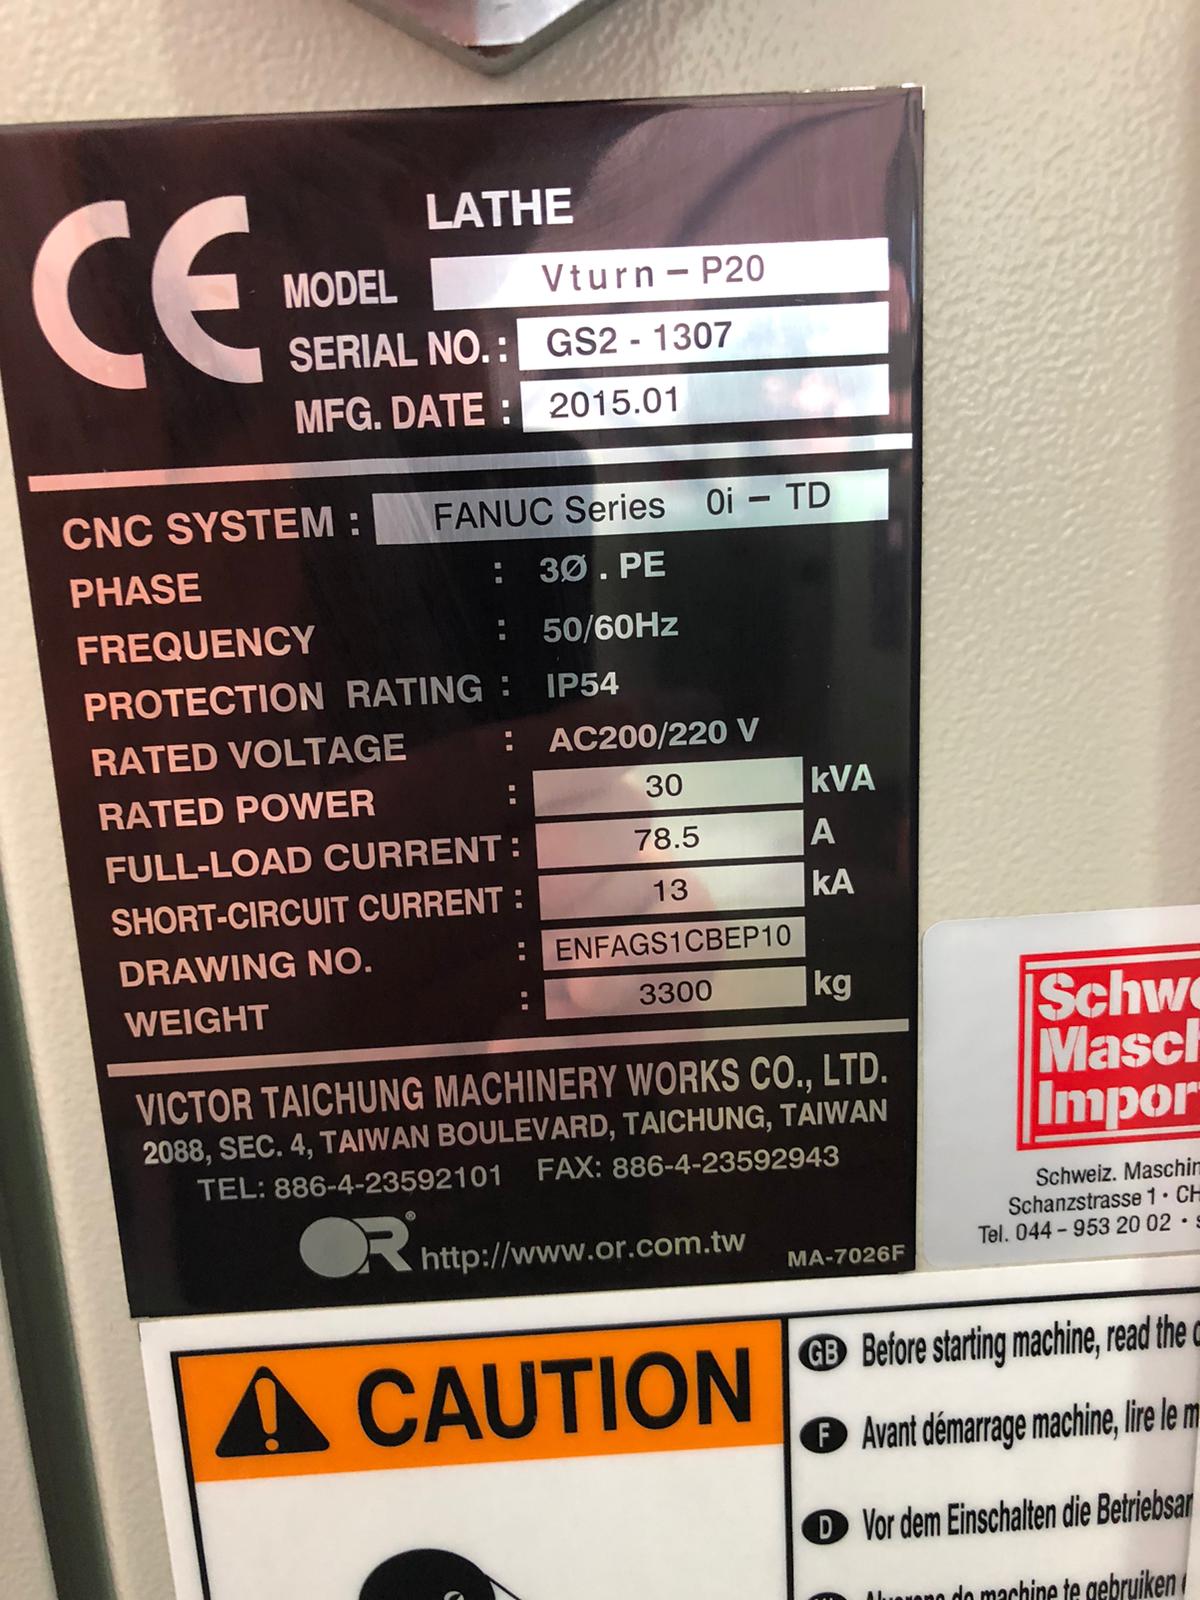 CE
LATHE
MODEL Vturn - P20
SERIAL NO. : GS2 - 1307
MFG. DATE : 2015.01
CNC SYSTEM : FANUC Series 0i - TD
PHASE : 3Ø . PE
FREQUENCY : 50/60Hz
PROTECTION RATING : IP54
RATED VOLTAGE : AC200/220 V
RATED POWER : 30 kVA
FULL-LOAD CURRENT : 78.5 A
SHORT-CIRCUIT CURRENT : 13 kA
DRAWING NO. : ENFAGS1CBEP10
WEIGHT : 3300 kg
VICTOR TAICHUNG MACHINERY WORKS CO., LTD.
2088, SEC. 4, TAIWAN BOULEVARD, TAICHUNG, TAIWAN
TEL: 886-4-23592101 FAX: 886-4-23592943
OR® http://www.or.com.tw MA-7026F
Schwe
Masch
Impor
Schweiz. Maschin
Schanzstrasse 1 · CH
Tel. 044 - 953 20 02 ·
CAUTION
GB Before starting machine, read the
F Avant démarrage machine, lire le
D Vor dem Einschalten die Betriebsan
de machine te gebruiken